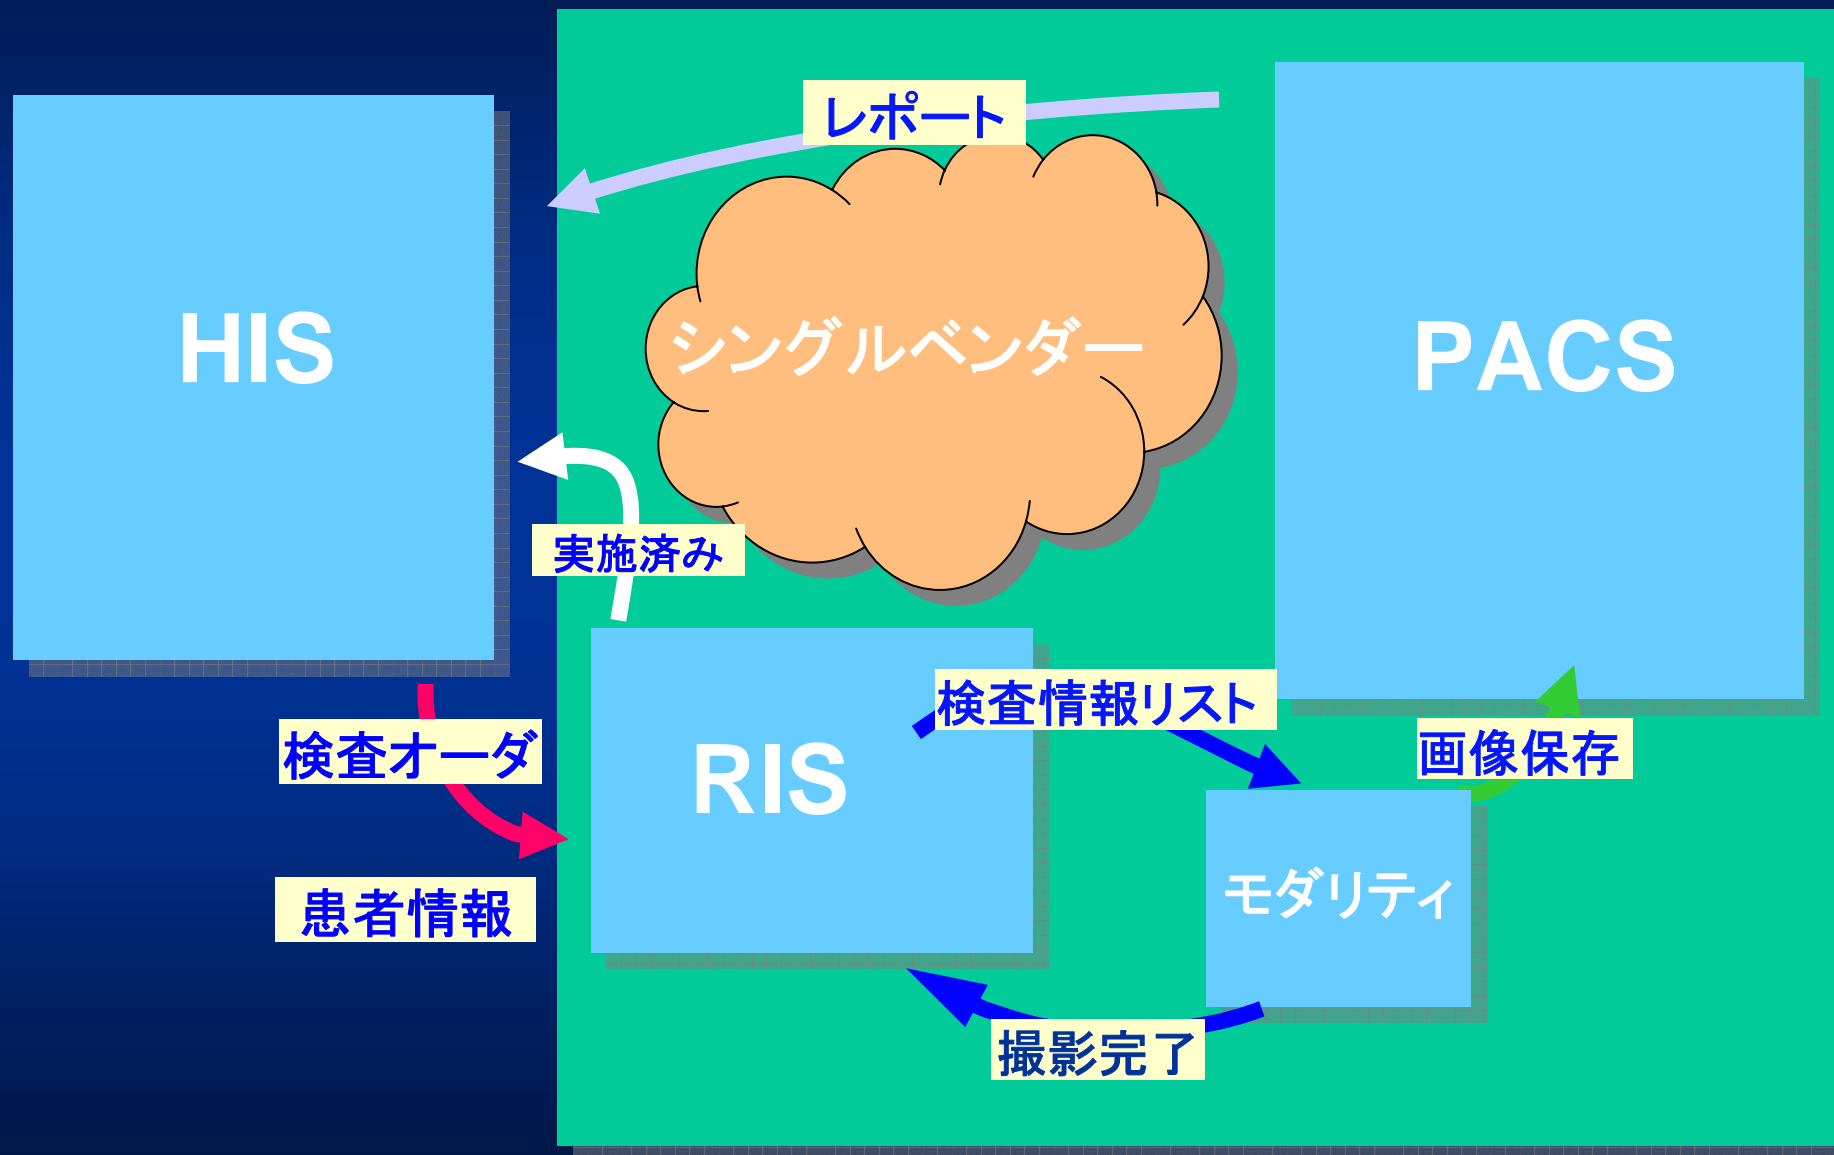 レポート
HIS
シングルベンダー
PACS
実施済み
検査情報リスト
検査オーダ
RIS
画像保存
患者情報
モダリティ
撮影完了